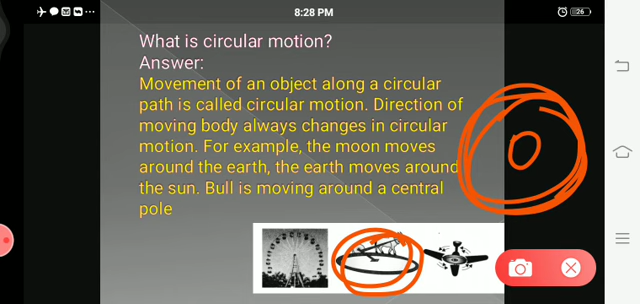 8:28 PM
26
What is circular motion?
Answer:
Movement of an object along a circular
path is called circular motion. Direction of
moving body always changes in circular
motion. For example, the moon moves
around the earth, the earth moves around
the sun. Bull is moving around a central
pole